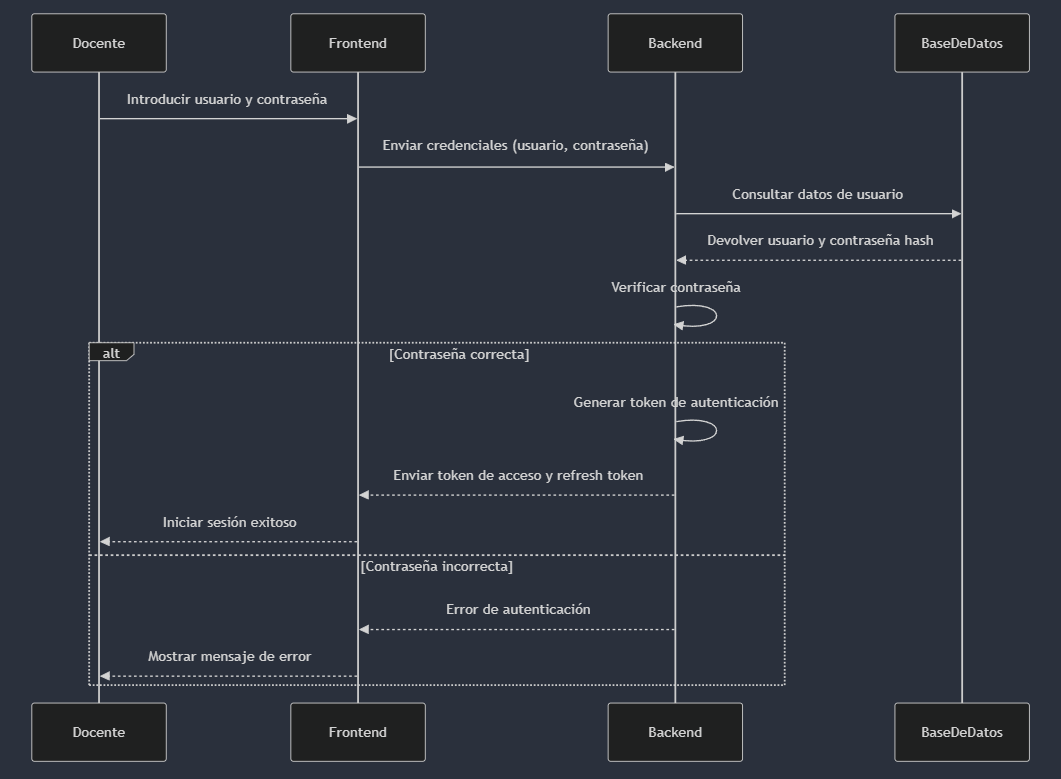 Docente
Frontend
Backend
BaseDeDatos
Introducir usuario y contraseña
Enviar credenciales (usuario, contraseña)
Consultar datos de usuario
Devolver usuario y contraseña hash
Verificar contraseña
alt
[Contraseña correcta]
Generar token de autenticación
Enviar token de acceso y refresh token
Iniciar sesión exitoso
[Contraseña incorrecta]
Error de autenticación
Mostrar mensaje de error
Docente
Frontend
Backend
BaseDeDatos